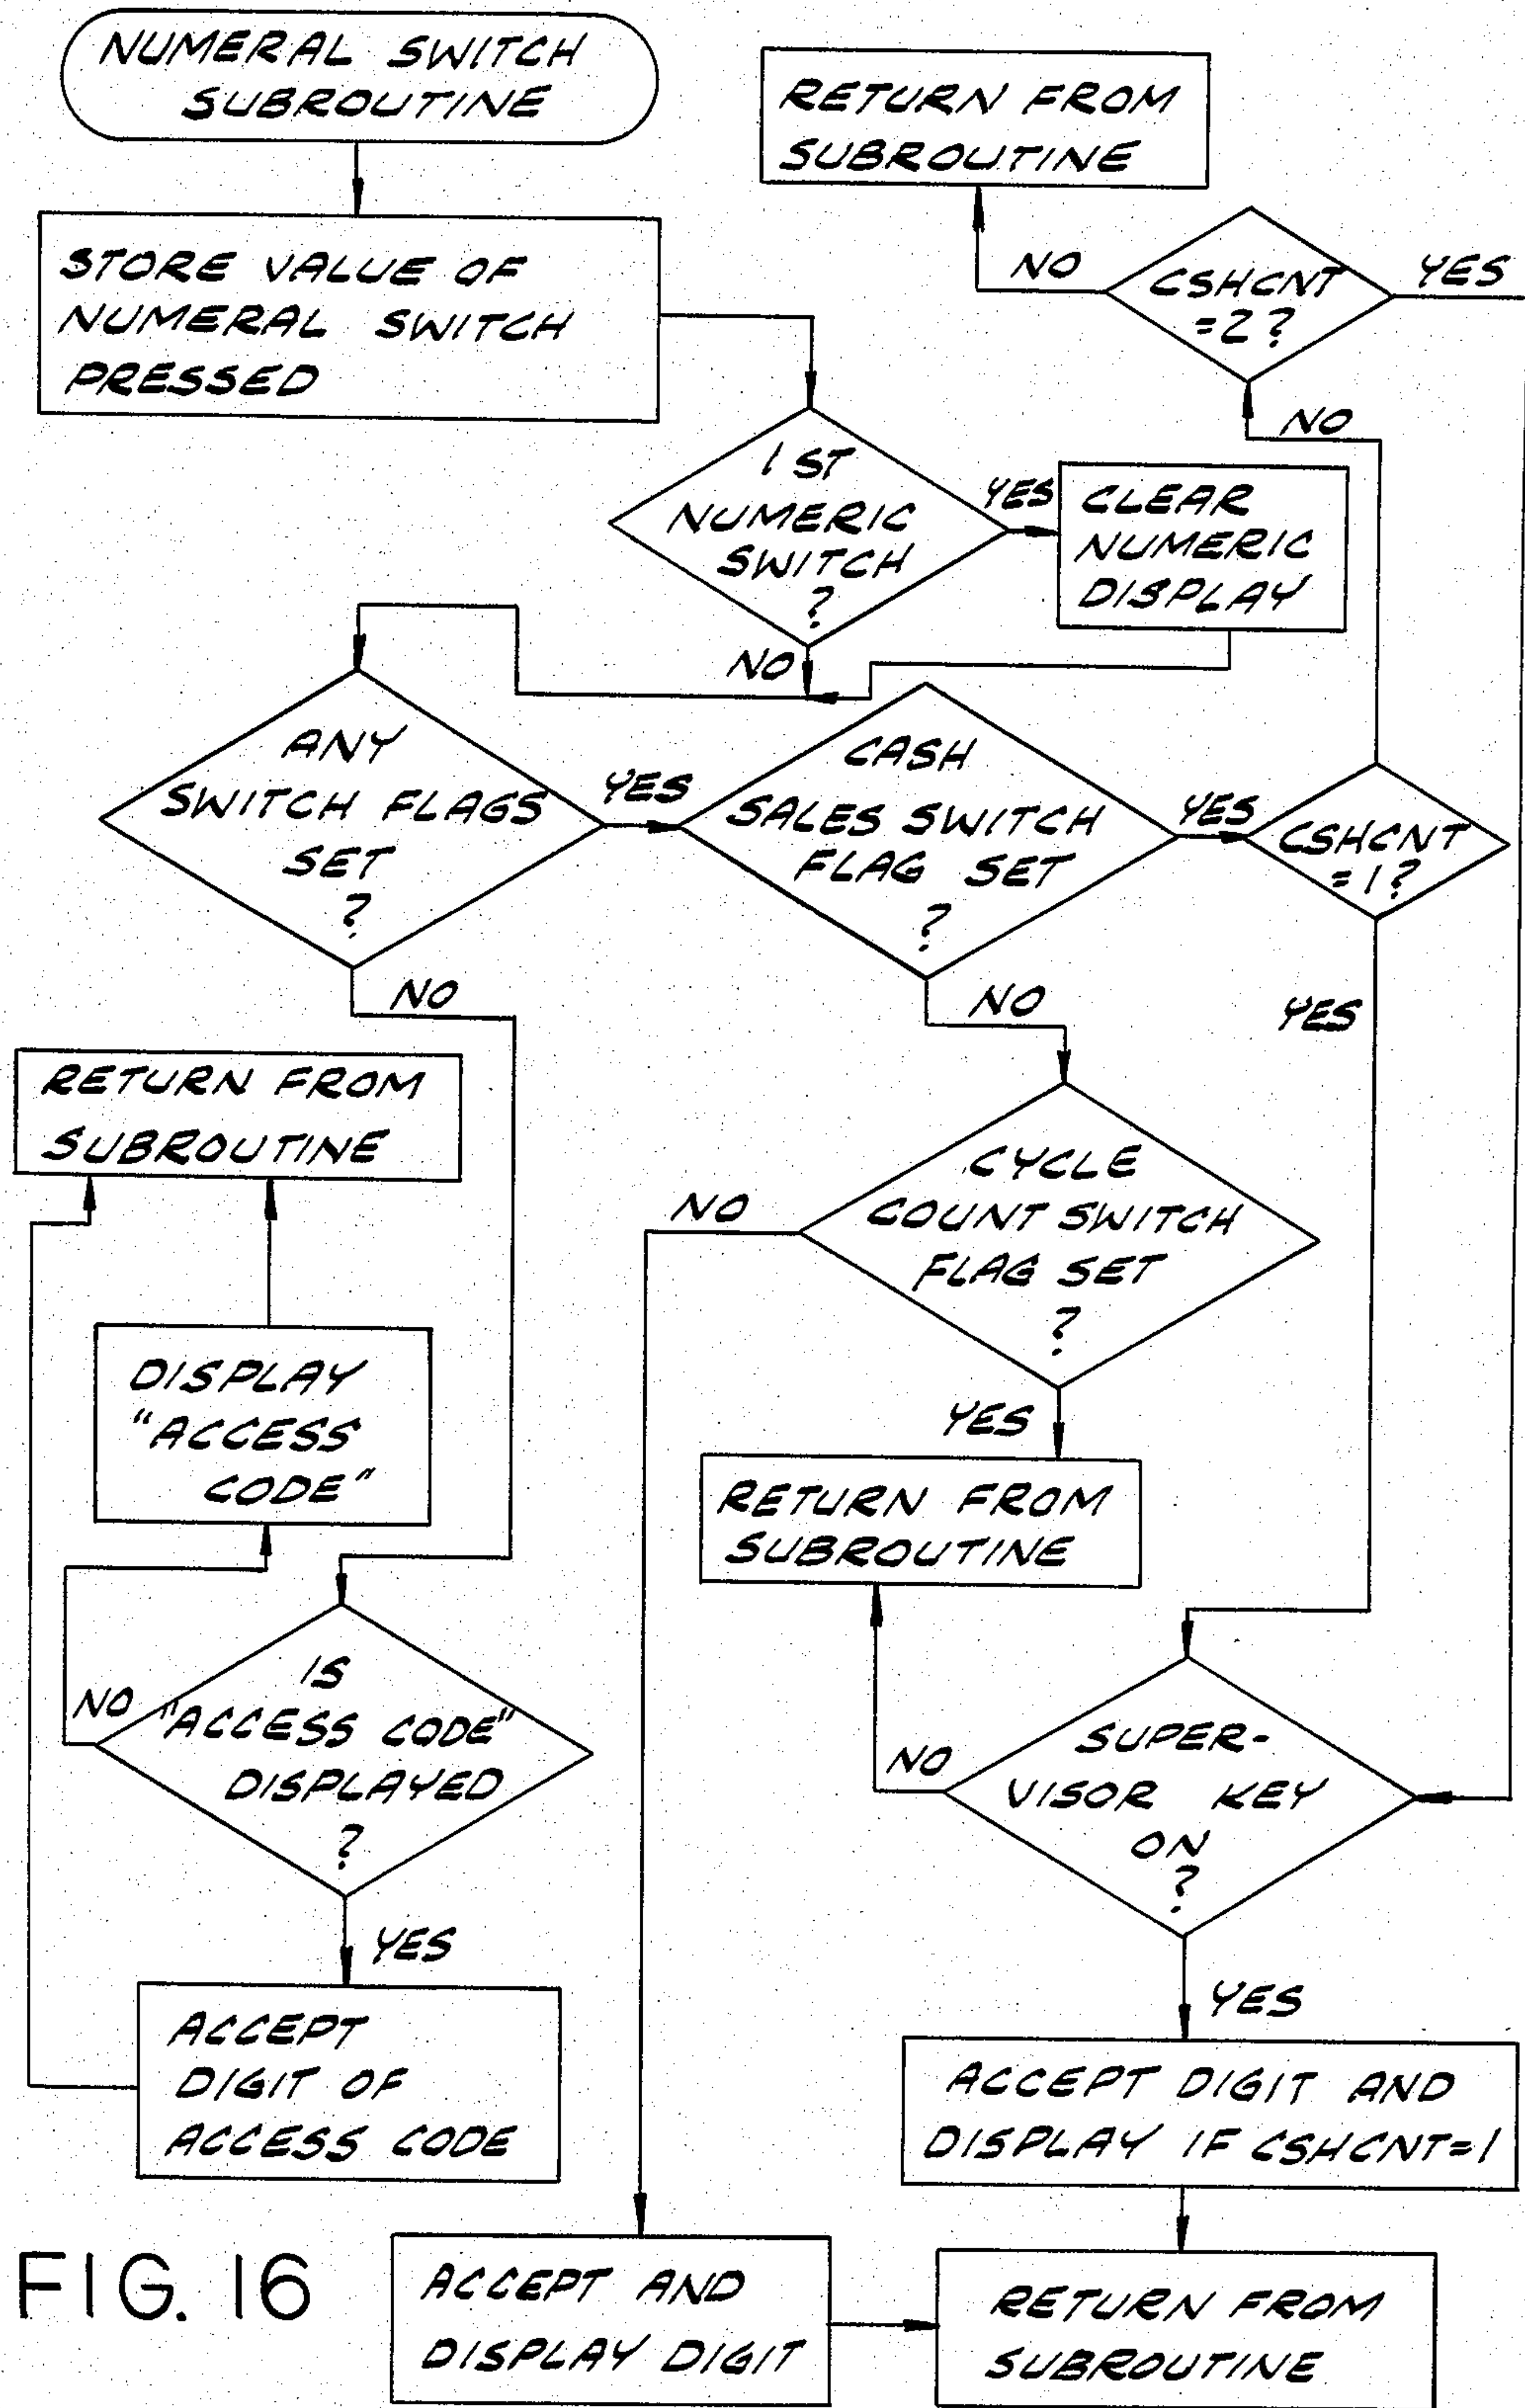 NUMERAL SWITCH
SUBROUTINE
RETURN FROM
SUBROUTINE
STORE VALUE OF
NUMERAL SWITCH
PRESSED
NO
CSHCNT
=2?
YES
NO
1ST
NUMERIC
SWITCH
?
YES
CLEAR
NUMERIC
DISPLAY
NO
ANY
SWITCH FLAGS
SET
?
YES
CASH
SALES SWITCH
FLAG SET
?
YES
CSHCNT
=1?
NO
NO
YES
RETURN FROM
SUBROUTINE
CYCLE
COUNT SWITCH
FLAG SET
?
NO
YES
DISPLAY
"ACCESS
CODE"
RETURN FROM
SUBROUTINE
IS
"ACCESS CODE"
DISPLAYED
?
NO
YES
SUPER-
VISOR KEY
ON
?
NO
YES
ACCEPT
DIGIT OF
ACCESS CODE
ACCEPT DIGIT AND
DISPLAY IF CSHCNT=1
FIG. 16
ACCEPT AND
DISPLAY DIGIT
RETURN FROM
SUBROUTINE